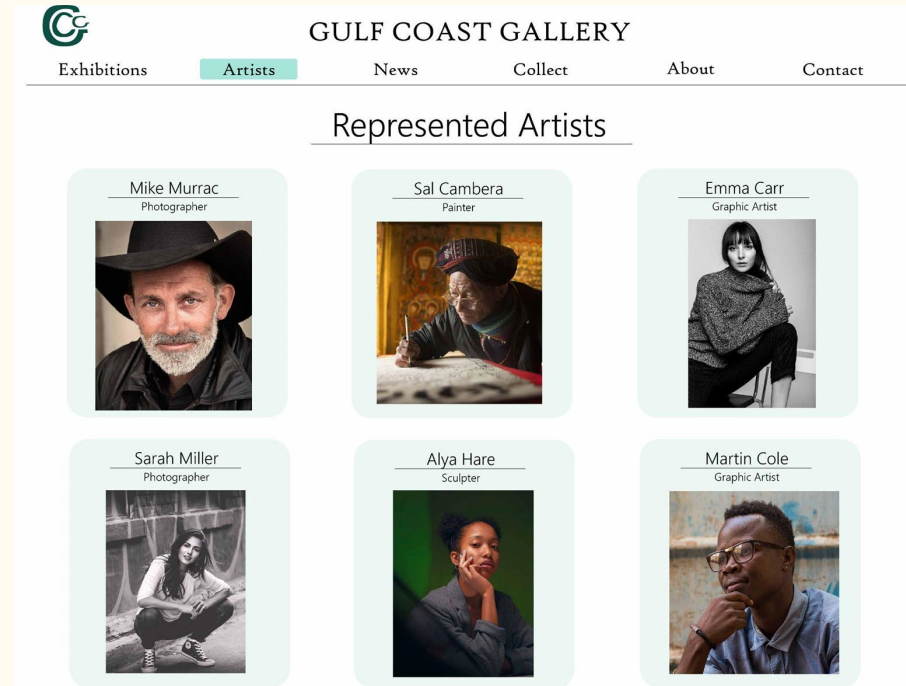 GCC
GULF COAST GALLERY
Exhibitions Artists News Collect About Contact
Represented Artists
Mike Murrac
Photographer
Sal Cambera
Painter
Emma Carr
Graphic Artist
Sarah Miller
Photographer
Alya Hare
Sculpter
Martin Cole
Graphic Artist